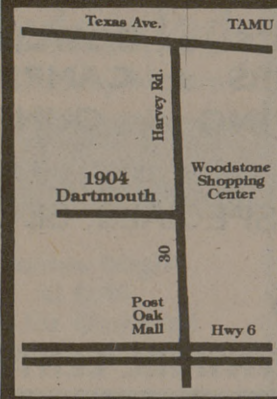 Texas Ave. TAMU
Harvey Rd.
Woodstone
Shopping
Center
1904
Dartmouth
30
Post
Oak
Mall
Hwy 6